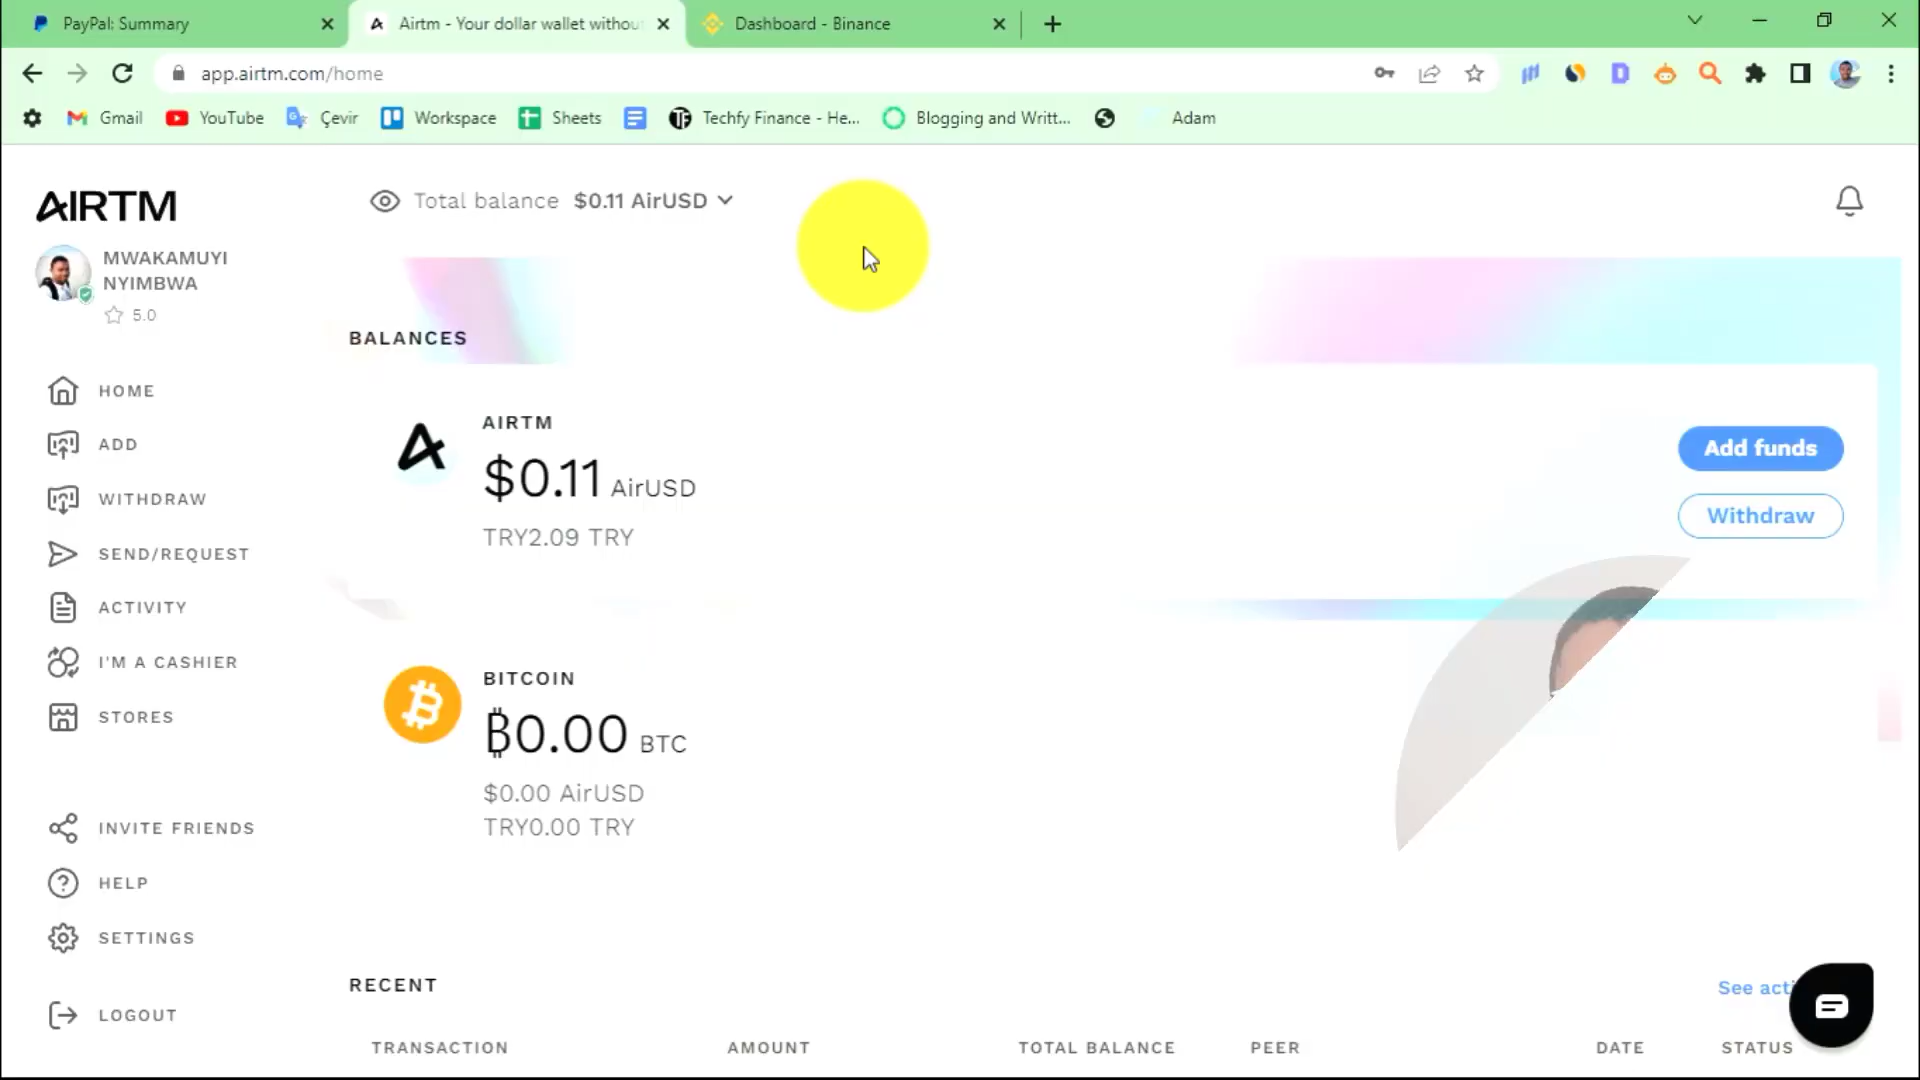 PayPal: Summary
Airtm - Your dollar wallet withou
Dashboard - Binance
app.airtm.com/home
Gmail
YouTube
Çevir
Workspace
Sheets
Techfy Finance - He...
Blogging and Writt...
Adam
AIRTM
MWAKAMUYI
NYIMBWA
5.0
Total balance $0.11 AirUSD
HOME
ADD
WITHDRAW
SEND/REQUEST
ACTIVITY
I'M A CASHIER
STORES
INVITE FRIENDS
HELP
SETTINGS
LOGOUT
BALANCES
AIRTM
$0.11 AirUSD
TRY2.09 TRY
Add funds
Withdraw
BITCOIN
₿0.00 BTC
$0.00 AirUSD
TRY0.00 TRY
RECENT
See acti
TRANSACTION
AMOUNT
TOTAL BALANCE
PEER
DATE
STATUS